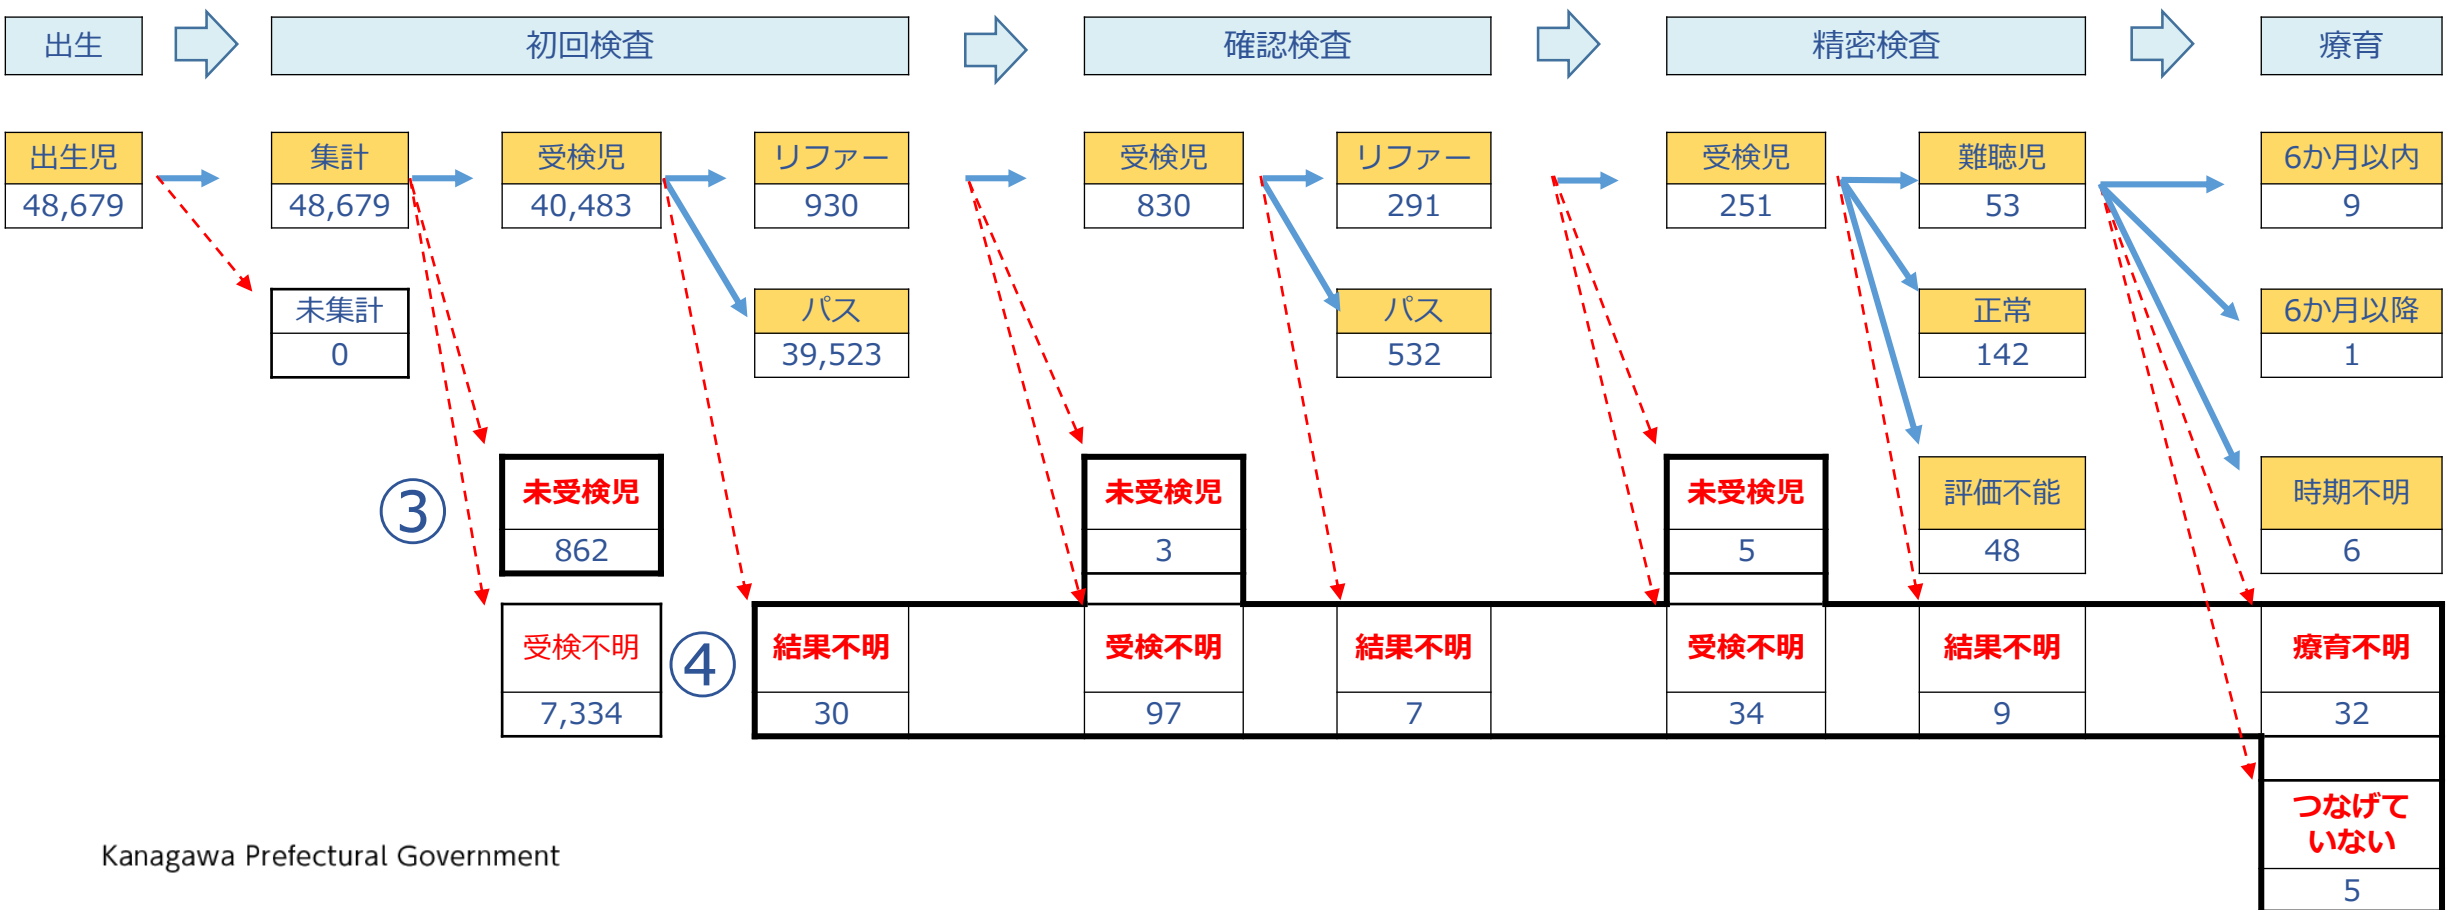 出生
初回検査
確認検査
精密検査
療育
出生児
集計
受検児
リファー
受検児
リファー
受検児
難聴児
6か月以内
48,679
48,679
40,483
930
830
291
251
53
9
未集計
パス
パス
正常
6か月以降
0
39,523
532
142
1
③
未受検児
未受検児
未受検児
評価不能
時期不明
862
3
5
48
6
受検不明
④
結果不明
受検不明
結果不明
受検不明
結果不明
療育不明
7,334
30
97
7
34
9
32
つなげて
いない
5
Kanagawa Prefectural Government